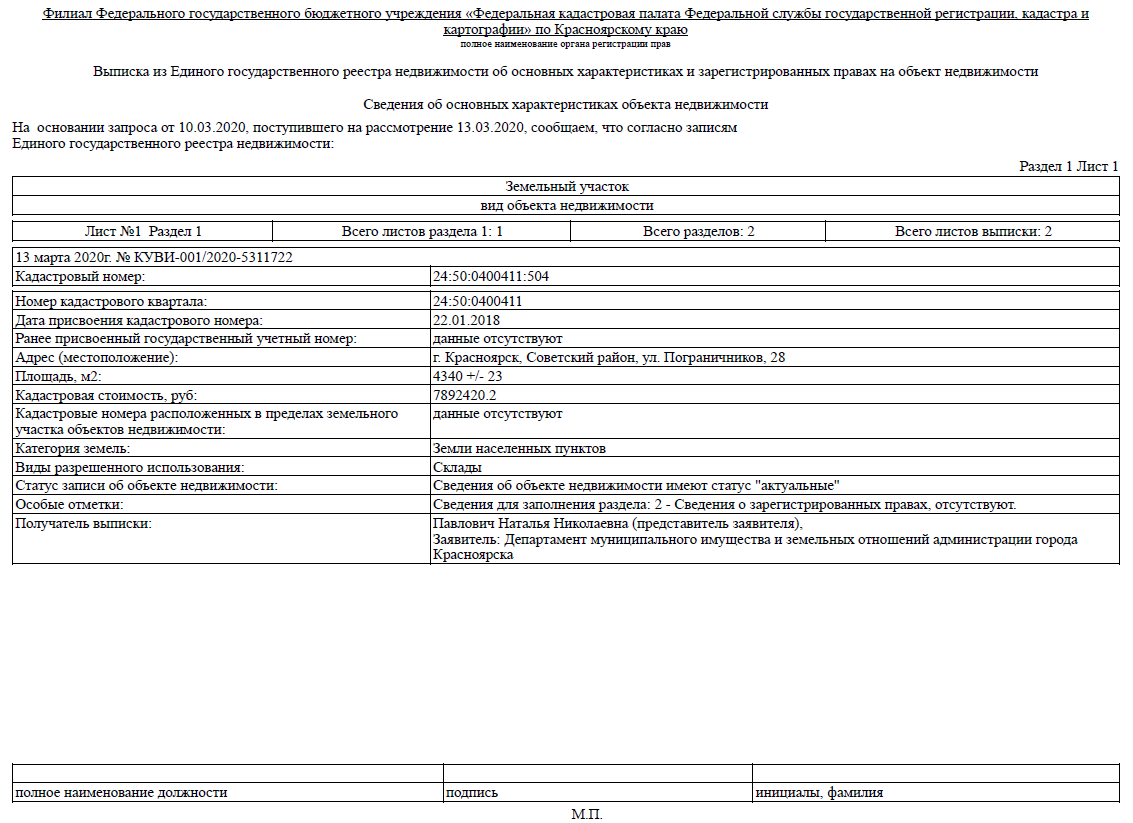 Филиал Федерального государственного бюджетного учреждения «Федеральная кадастровая палата Федеральной службы государственной регистрации, кадастра и
картографии» по Красноярскому краю
полное наименование органа регистрации прав
Выписка из Единого государственного реестра недвижимости об основных характеристиках и зарегистрированных правах на объект недвижимости
Сведения об основных характеристиках объекта недвижимости
На основании запроса от 10.03.2020, поступившего на рассмотрение 13.03.2020, сообщаем, что согласно записям
Единого государственного реестра недвижимости:
Раздел 1 Лист 1
Земельный участок
вид объекта недвижимости
Лист №1 Раздел 1 Всего листов раздела 1: 1 Всего разделов: 2 Всего листов выписки: 2
13 марта 2020г. № КУВИ-001/2020-5311722
Кадастровый номер: 24:50:0400411:504
Номер кадастрового квартала: 24:50:0400411
Дата присвоения кадастрового номера: 22.01.2018
Ранее присвоенный государственный учетный номер: данные отсутствуют
Адрес (местоположение): г. Красноярск, Советский район, ул. Пограничников, 28
Площадь, м2: 4340 +/- 23
Кадастровая стоимость, руб: 7892420.2
Кадастровые номера расположенных в пределах земельного данные отсутствуют
участка объектов недвижимости:
Категория земель: Земли населенных пунктов
Виды разрешенного использования: Склады
Статус записи об объекте недвижимости: Сведения об объекте недвижимости имеют статус "актуальные"
Особые отметки: Сведения для заполнения раздела: 2 - Сведения о зарегистрированных правах, отсутствуют.
Получатель выписки: Павлович Наталья Николаевна (представитель заявителя),
Заявитель: Департамент муниципального имущества и земельных отношений администрации города
Красноярска
полное наименование должности подпись инициалы, фамилия
М.П.